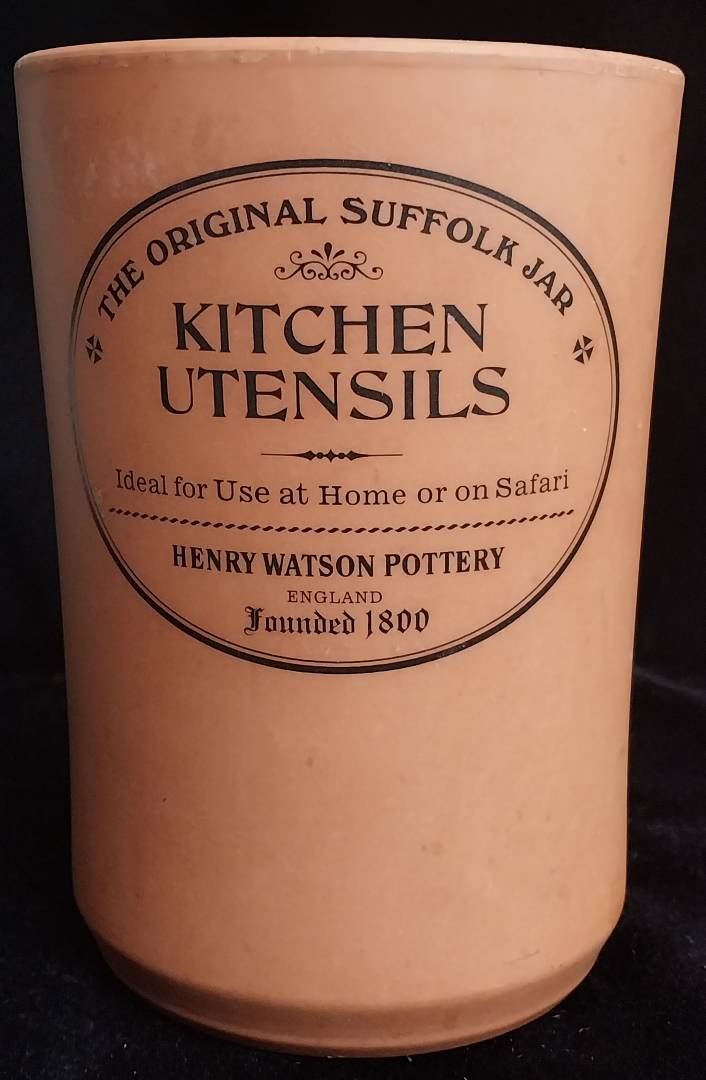 THE ORIGINAL SUFFOLK JAR
KITCHEN
UTENSILS
Ideal for Use at Home or on Safari
HENRY WATSON POTTERY
ENGLAND
Founded 1800